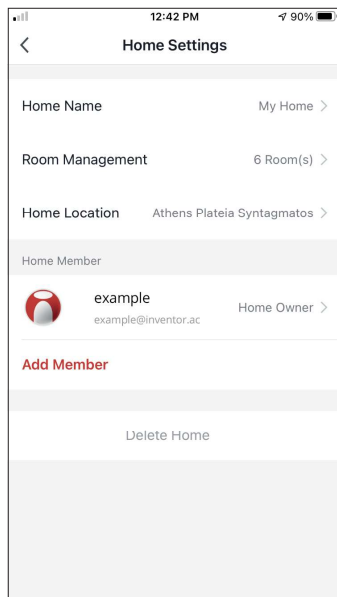 12:42 PM 90%
Home Settings
Home Name My Home
Room Management 6 Room(s)
Home Location Athens Plateia Syntagmatos
Home Member
example
example@inventor.ac
Home Owner
Add Member
Delete Home